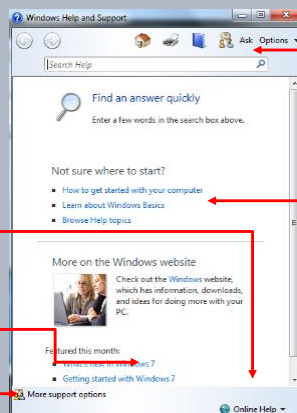 Windows Help and Support
Ask Options
Search Help
Find an answer quickly
Enter a few words in the search box above.
Not sure where to start?
How to get started with your computer
Learn about Windows Basics
Browse Help topics
More on the Windows website
Check out the Windows website,
which has information, downloads,
and ideas for doing more with your
PC.
Featured this month:
What's new in Windows 7
Getting started with Windows 7
More support options
Online Help